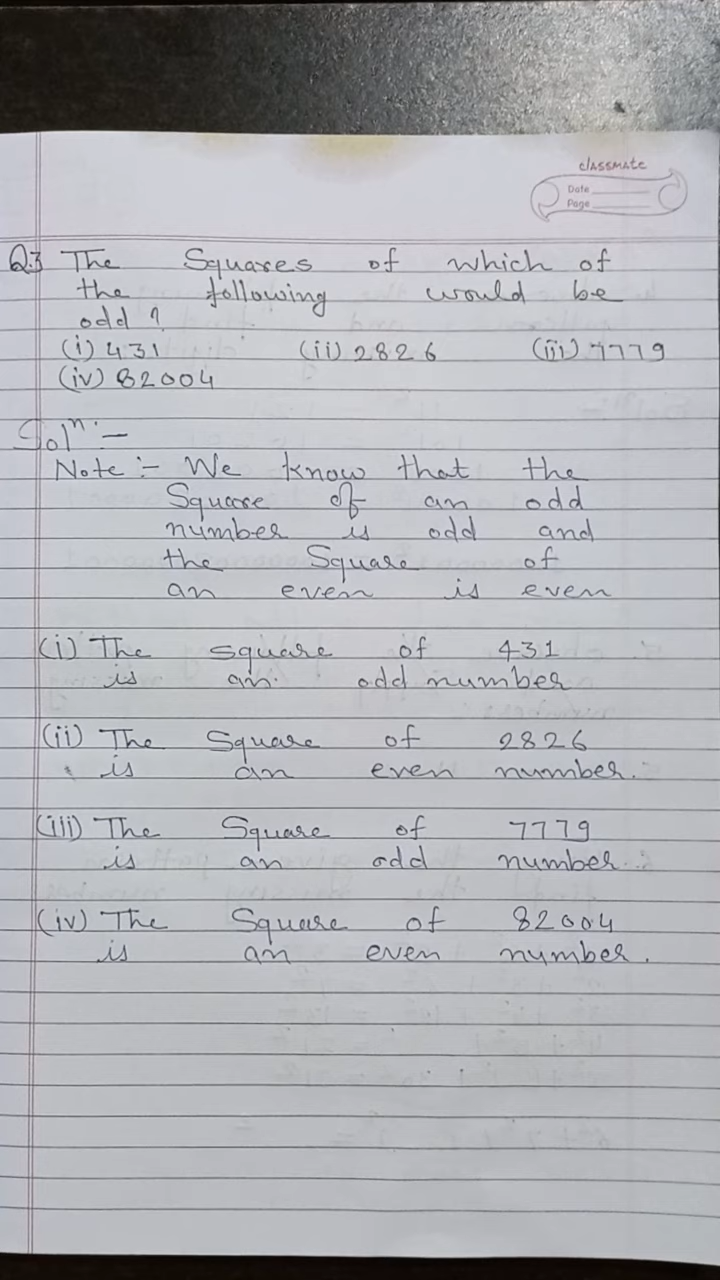 classmate
Date
Page
Q.3 The Squares of which of
the following would be
odd ?
(i) 431 (ii) 2826 (iii) 7779
(iv) 82004
Solⁿ:-
Note :- We know that the
Square of an odd
number is odd and
the Square of
an even is even
(i) The square of 431
is an odd number
(ii) The Square of 2826
is an even number.
(iii) The Square of 7779
is an odd number.
(iv) The Square of 82004
is an even number.